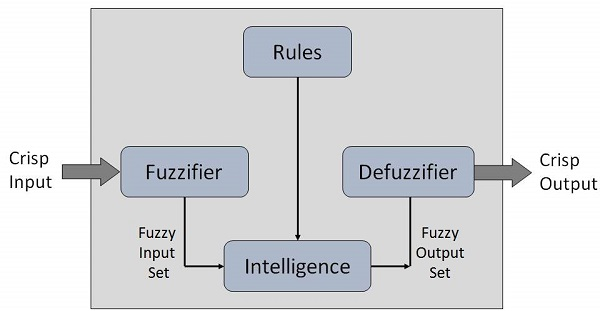 Rules
Crisp
Input
Fuzzifier
Defuzzifier
Crisp
Output
Fuzzy
Input
Set
Intelligence
Fuzzy
Output
Set